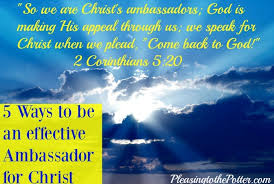 "So we are Christ's ambassadors; God is
making His appeal through us; we speak for
Christ when we plead, "Come back to God!"
2 Corinthians 5:20
5 Ways to be
an effective
Ambassador
for Christ
PleasingtothePotter.com